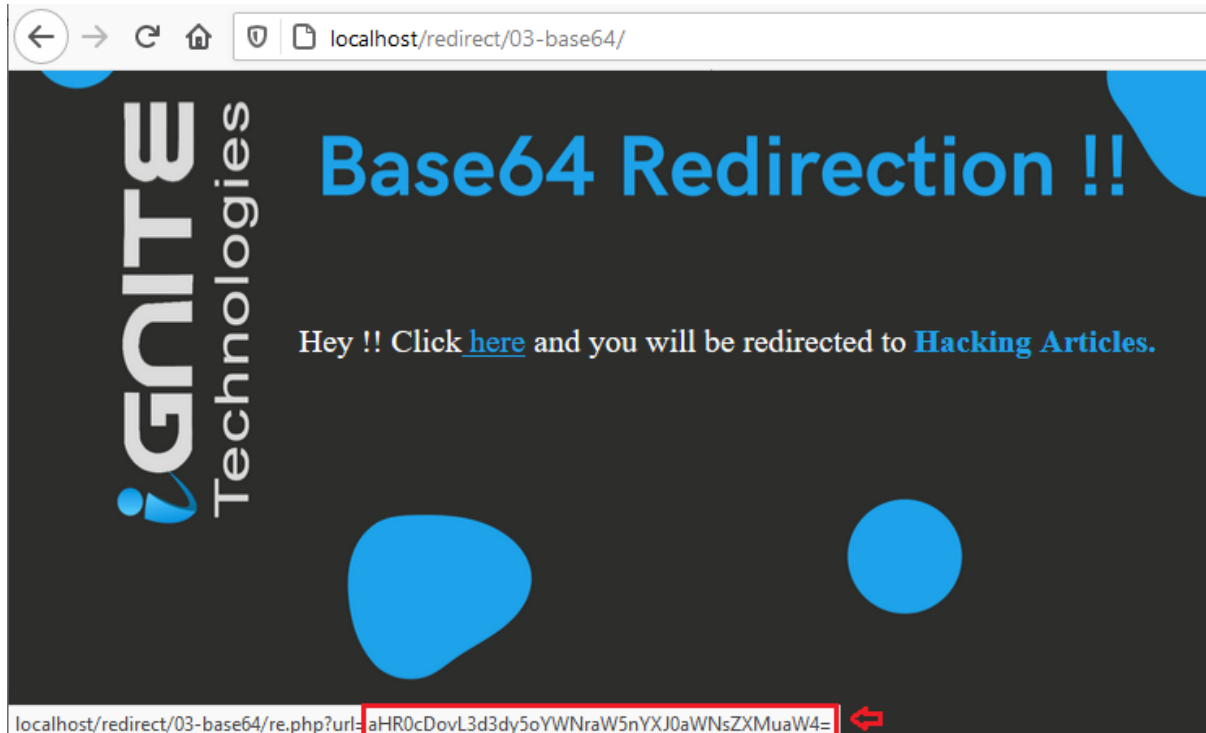 localhost/redirect/03-base64/
iGNITE
Technologies
Base64 Redirection !!
Hey !! Click here and you will be redirected to Hacking Articles.
localhost/redirect/03-base64/re.php?url=aHR0cDovL3d3dy5oYWNraW5nYXJ0aWNsZXMuaW4=